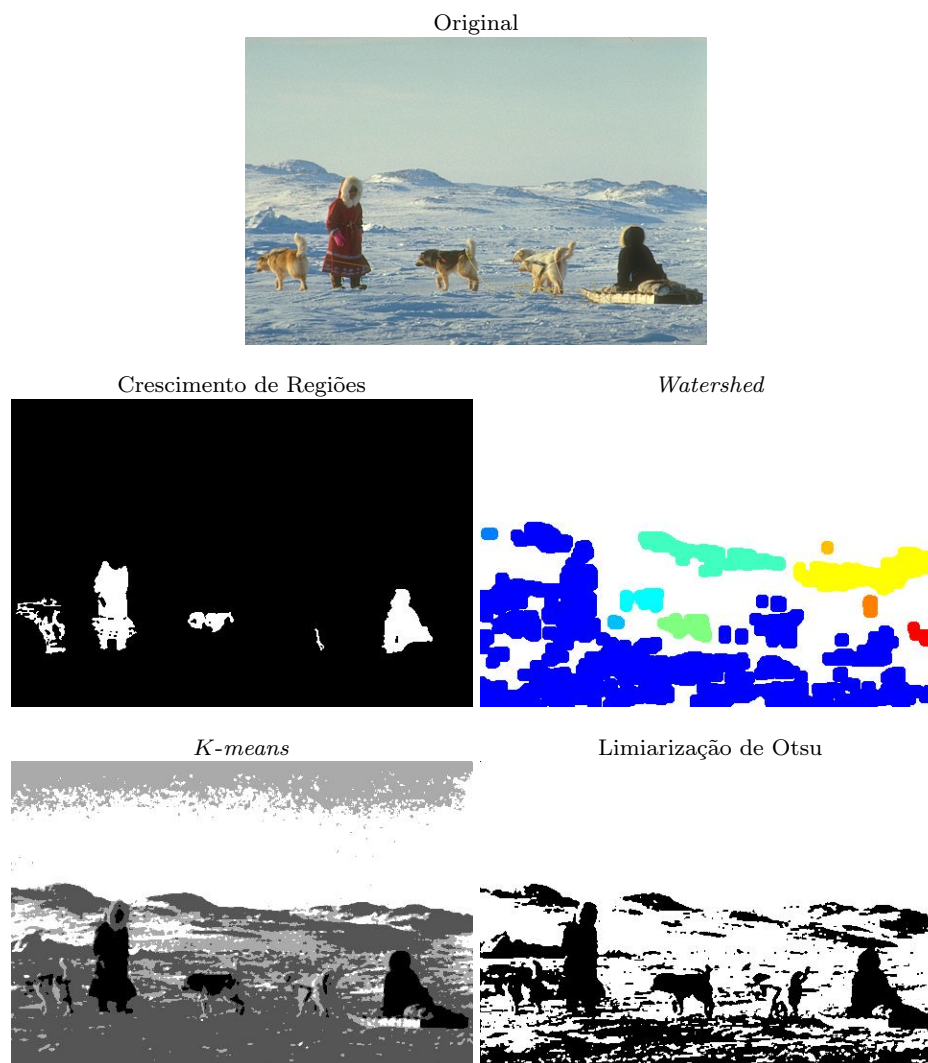 Original
Crescimento de Regiões
Watershed
K-means
Limiarização de Otsu